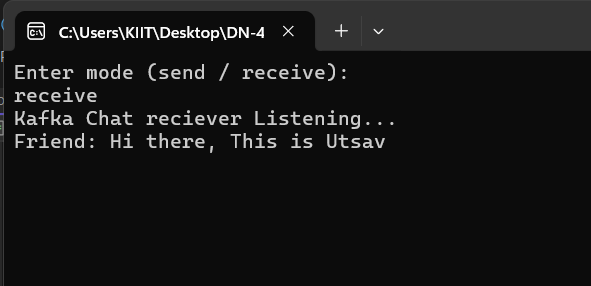 C:\Users\KIIT\Desktop\DN-4
Enter mode (send / receive):
receive
Kafka Chat reciever Listening...
Friend: Hi there, This is Utsav